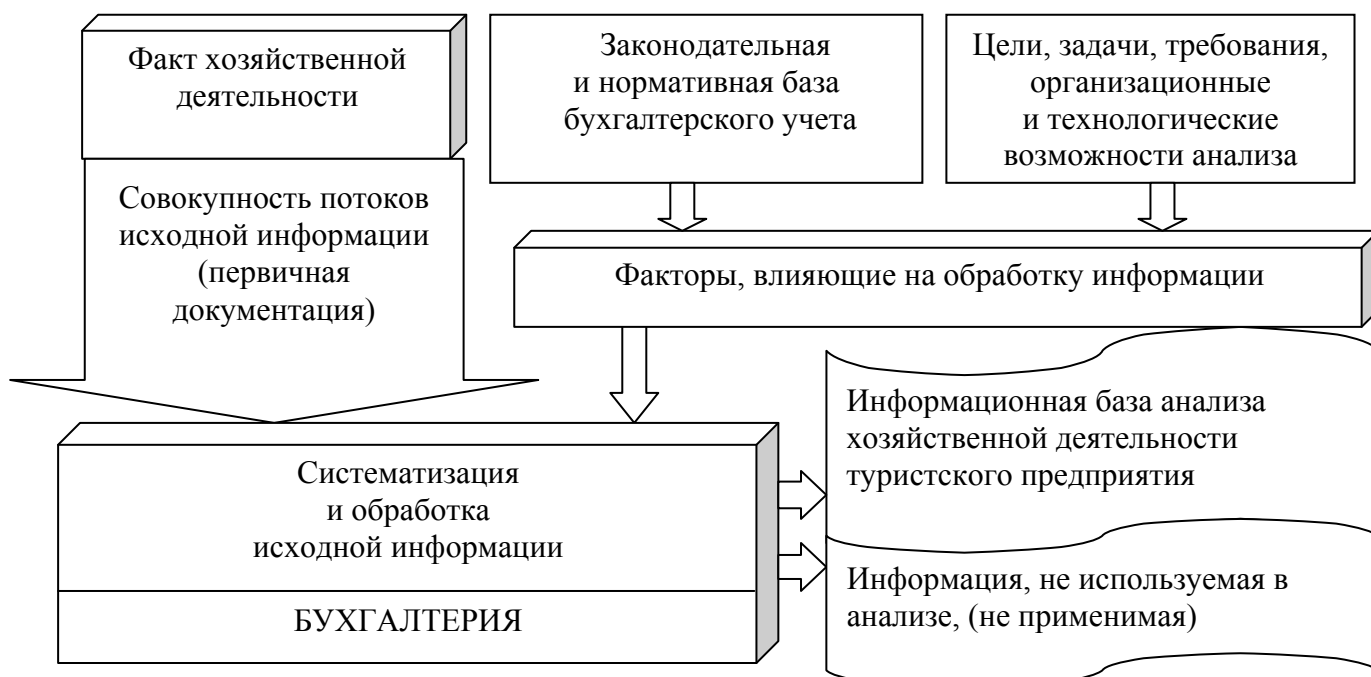 Факт хозяйственной
деятельности
Законодательная
и нормативная база
бухгалтерского учета
Цели, задачи, требования,
организационные
и технологические
возможности анализа
Совокупность потоков
исходной информации
(первичная
документация)
Факторы, влияющие на обработку информации
Информационная база анализа
хозяйственной деятельности
туристского предприятия
Систематизация
и обработка
исходной информации
Информация, не используемая в
анализе, (не применимая)
БУХГАЛТЕРИЯ